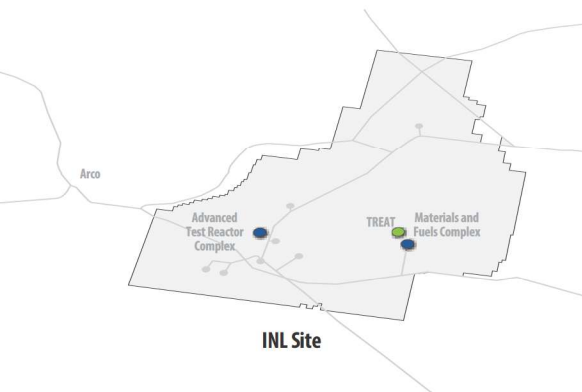 Arco
Advanced
Test Reactor
Complex
TREAT
Materials and
Fuels Complex
INL Site